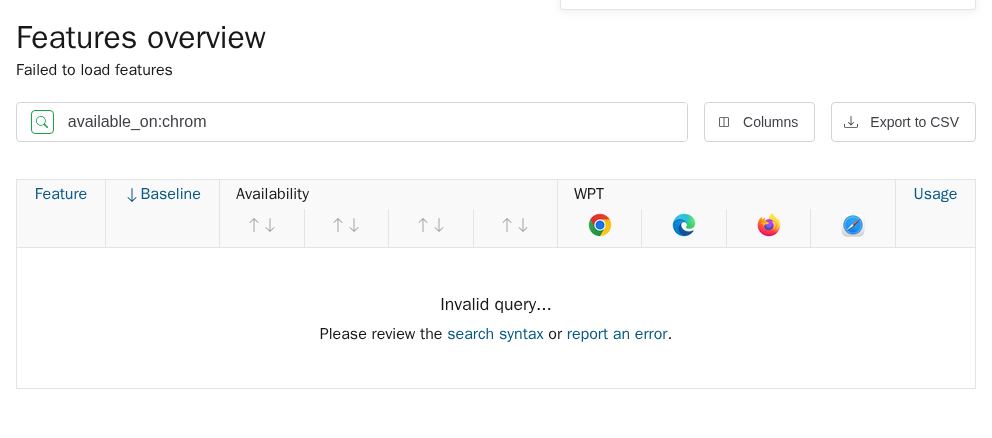 Features overview
Failed to load features
available_on:chrom
Columns
Export to CSV
Feature
Baseline
Availability
WPT
Usage
Invalid query...
Please review the search syntax or report an error.